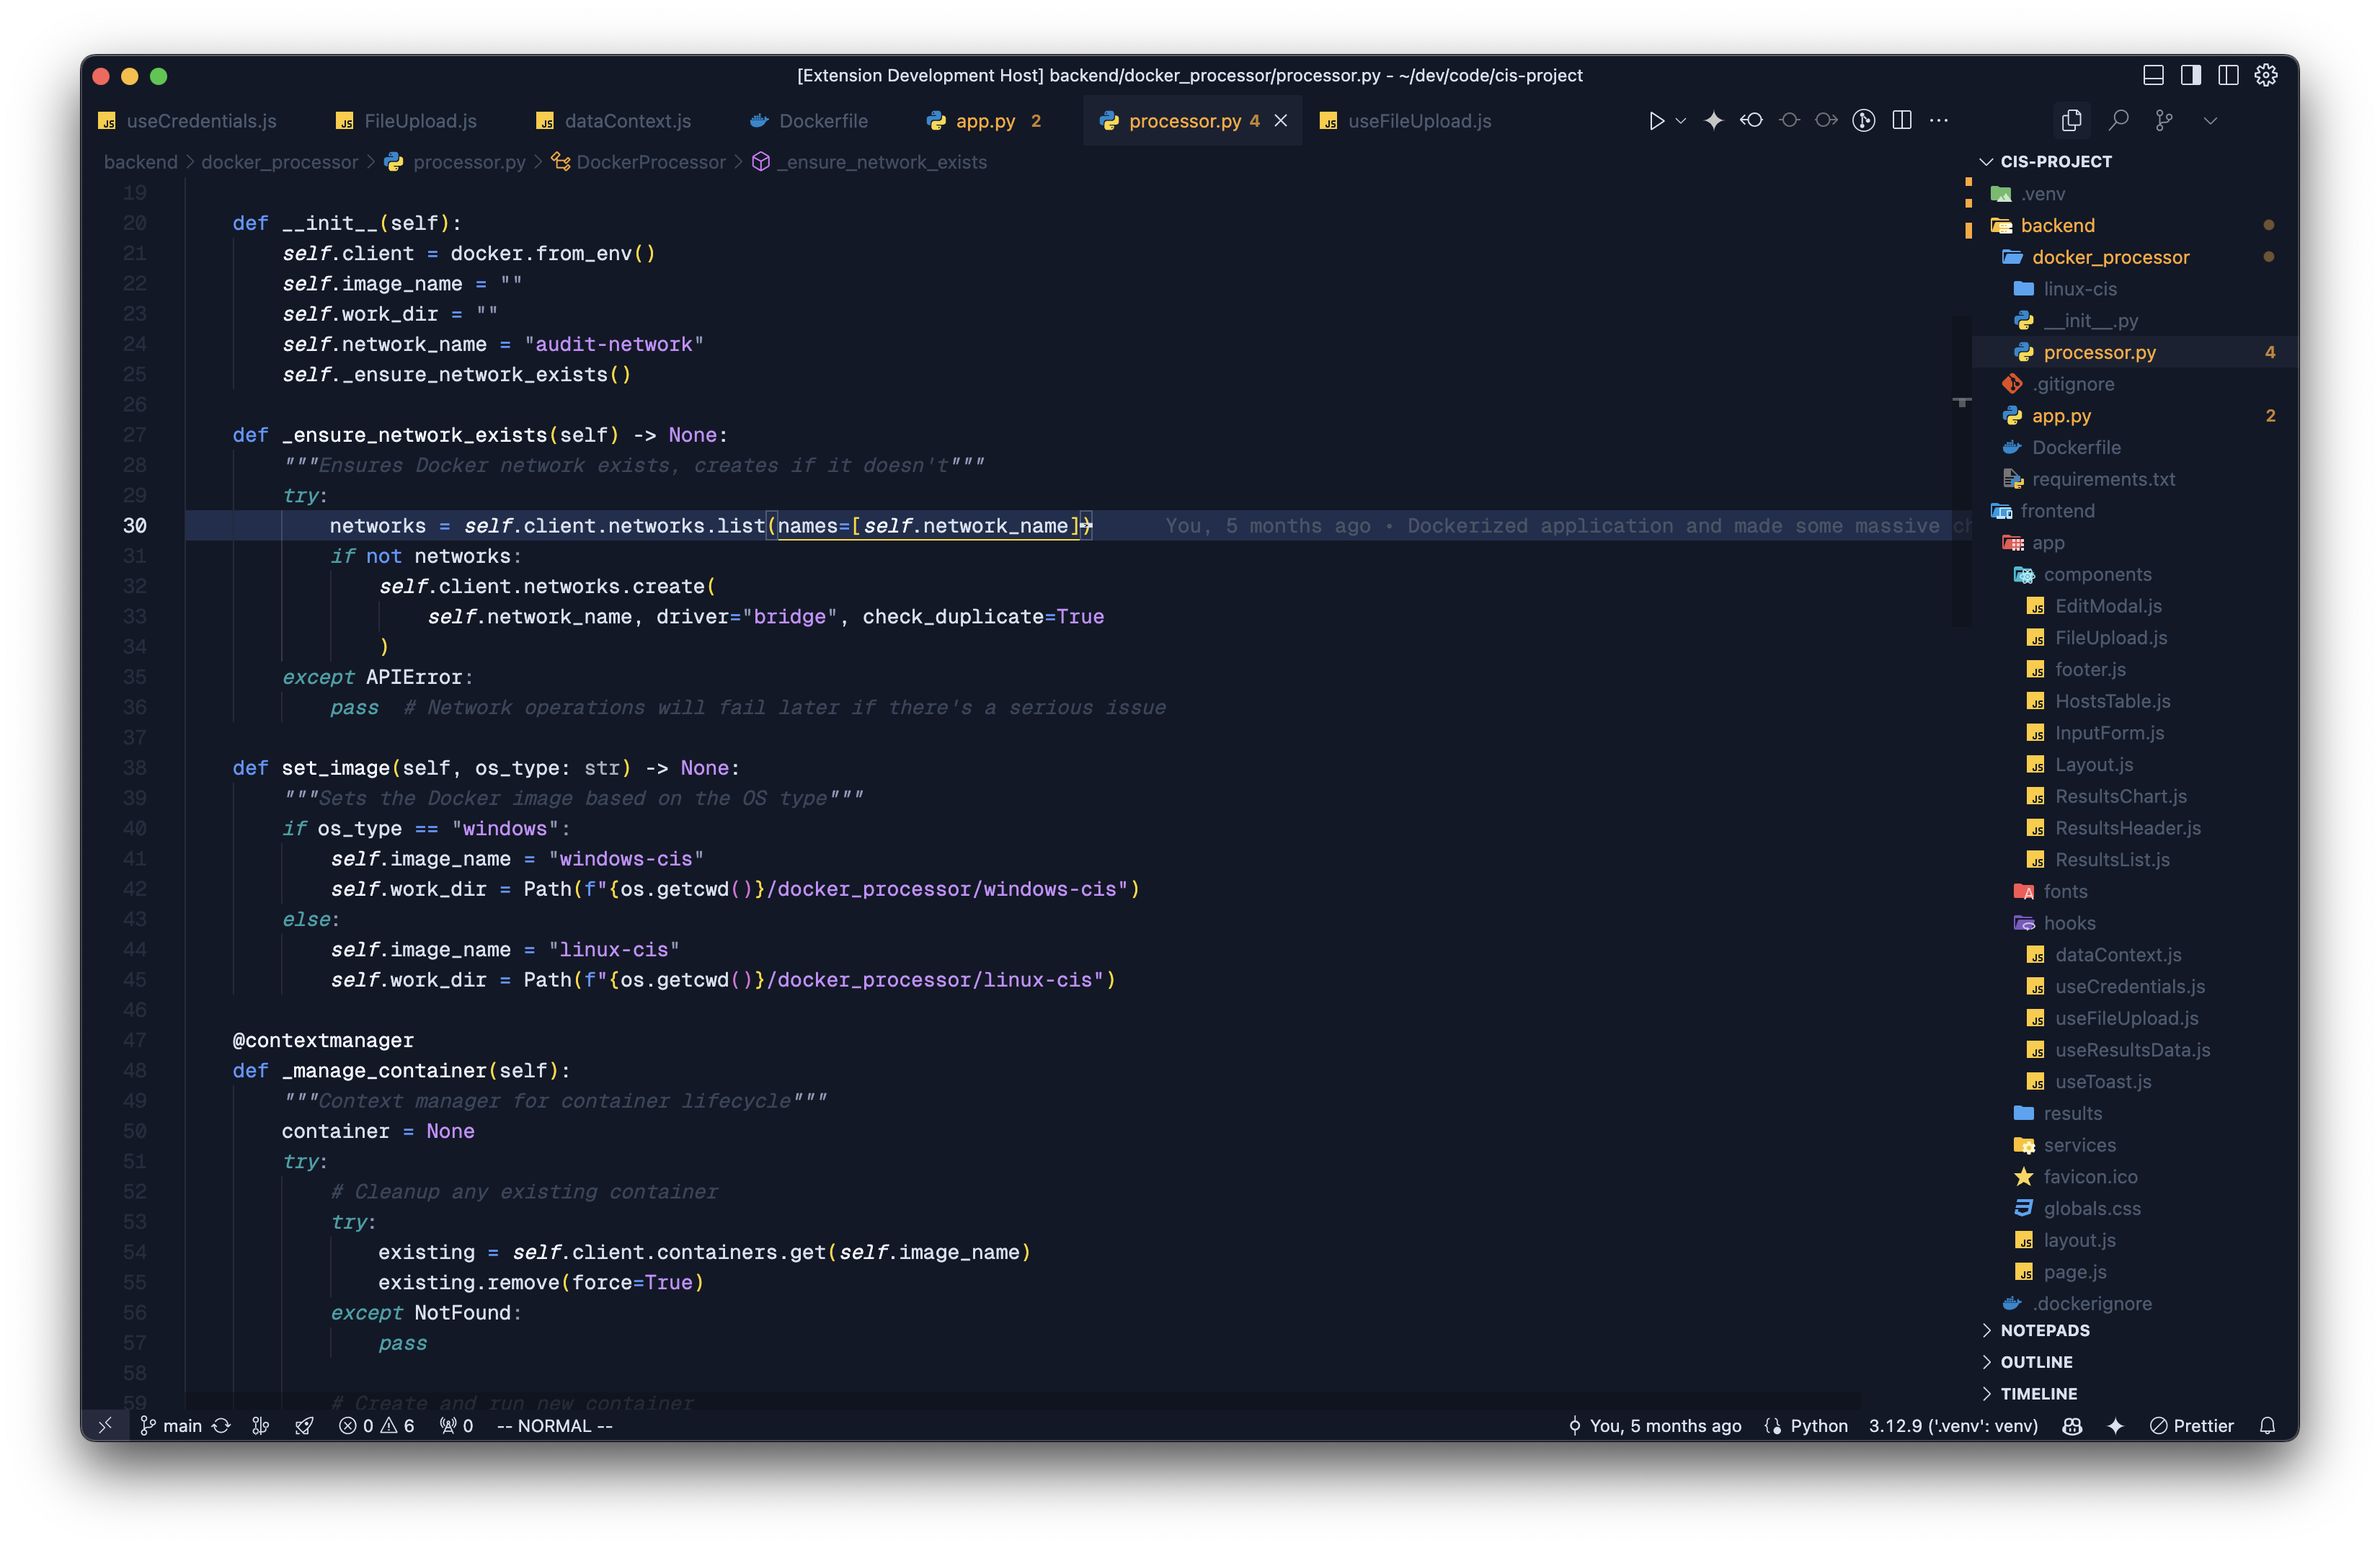 [Extension Development Host] backend/docker_processor/processor.py - ~/dev/code/cis-project
useCredentials.js FileUpload.js dataContext.js Dockerfile app.py 2 processor.py 4 useFileUpload.js
backend > docker_processor > processor.py > DockerProcessor > _ensure_network_exists
19
20 def __init__(self):
21 self.client = docker.from_env()
22 self.image_name = ""
23 self.work_dir = ""
24 self.network_name = "audit-network"
25 self._ensure_network_exists()
26
27 def _ensure_network_exists(self) -> None:
28 """Ensures Docker network exists, creates if it doesn't"""
29 try:
30 networks = self.client.networks.list(names=[self.network_name]) You, 5 months ago • Dockerized application and made some massive ch
31 if not networks:
32 self.client.networks.create(
33 self.network_name, driver="bridge", check_duplicate=True
34 )
35 except APIError:
36 pass # Network operations will fail later if there's a serious issue
37
38 def set_image(self, os_type: str) -> None:
39 """Sets the Docker image based on the OS type"""
40 if os_type == "windows":
41 self.image_name = "windows-cis"
42 self.work_dir = Path(f"{os.getcwd()}/docker_processor/windows-cis")
43 else:
44 self.image_name = "linux-cis"
45 self.work_dir = Path(f"{os.getcwd()}/docker_processor/linux-cis")
46
47 @contextmanager
48 def _manage_container(self):
49 """Context manager for container lifecycle"""
50 container = None
51 try:
52 # Cleanup any existing container
53 try:
54 existing = self.client.containers.get(self.image_name)
55 existing.remove(force=True)
56 except NotFound:
57 pass
58
59 # Create and run new container
CIS-PROJECT
.venv
backend
docker_processor
linux-cis
__init__.py
processor.py 4
.gitignore
app.py 2
Dockerfile
requirements.txt
frontend
app
components
EditModal.js
FileUpload.js
footer.js
HostsTable.js
InputForm.js
Layout.js
ResultsChart.js
ResultsHeader.js
ResultsList.js
fonts
hooks
dataContext.js
useCredentials.js
useFileUpload.js
useResultsData.js
useToast.js
results
services
favicon.ico
globals.css
layout.js
page.js
.dockerignore
NOTEPADS
OUTLINE
TIMELINE
main 0 6 0 -- NORMAL -- You, 5 months ago Python 3.12.9 ('.venv': venv) Prettier